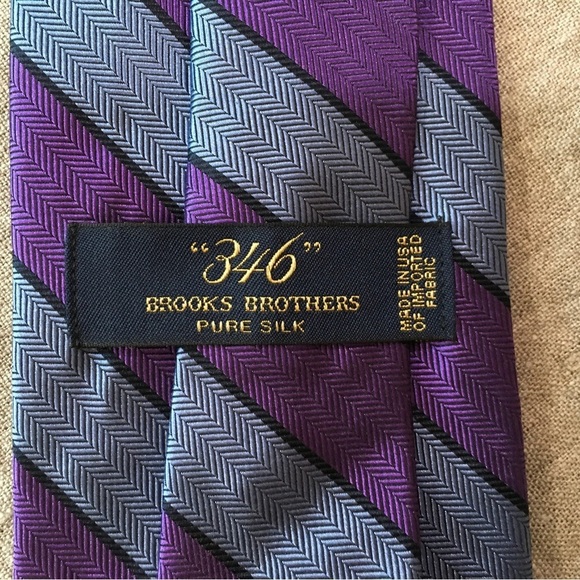 "346"
BROOKS BROTHERS
PURE SILK
MADE IN USA
OF IMPORTED
FABRIC